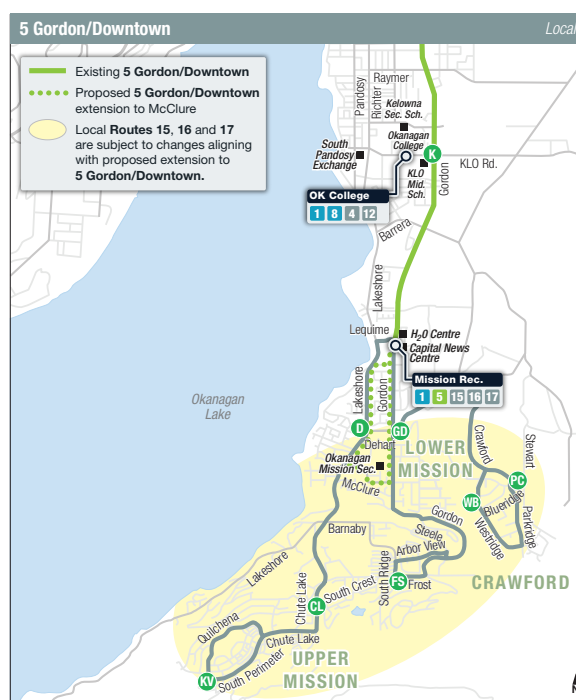 5 Gordon/Downtown
Local
Existing 5 Gordon/Downtown
Proposed 5 Gordon/Downtown
extension to McClure
Local Routes 15, 16 and 17
are subject to changes aligning
with proposed extension to
5 Gordon/Downtown.
Pandosy
Richter
Raymer
Kelowna
Sec. Sch.
Okanagan
College
South
Pandosy
Exchange
K
KLO
Mid.
Sch.
Gordon
KLO Rd.
OK College
1 8 4 12
Barrera
Lakeshore
Lequime
H2O Centre
Capital News
Centre
Mission Rec.
1 5 15 16 17
Okanagan
Lake
Lakeshore
Gordon
D
GD
Dehart
LOWER
MISSION
Okanagan
Mission Sec.
McClure
Crawford
Stewart
PC
WB
Blueridge
Westridge
Parkridge
Gordon
Steele
Barnaby
Arbor View
South Ridge
FS
Frost
CRAWFORD
Lakeshore
Chute Lake
South Crest
CL
Quilchena
Chute Lake
KV
South Perimeter
UPPER
MISSION